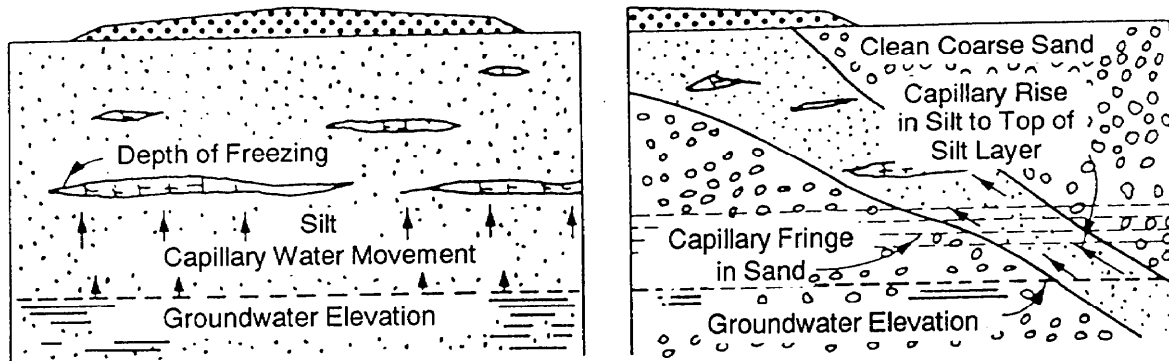 Depth of Freezing
Silt
Capillary Water Movement
Groundwater Elevation
Clean Coarse Sand
Capillary Rise
in Silt to Top of
Silt Layer
Capillary Fringe
in Sand
Groundwater Elevation